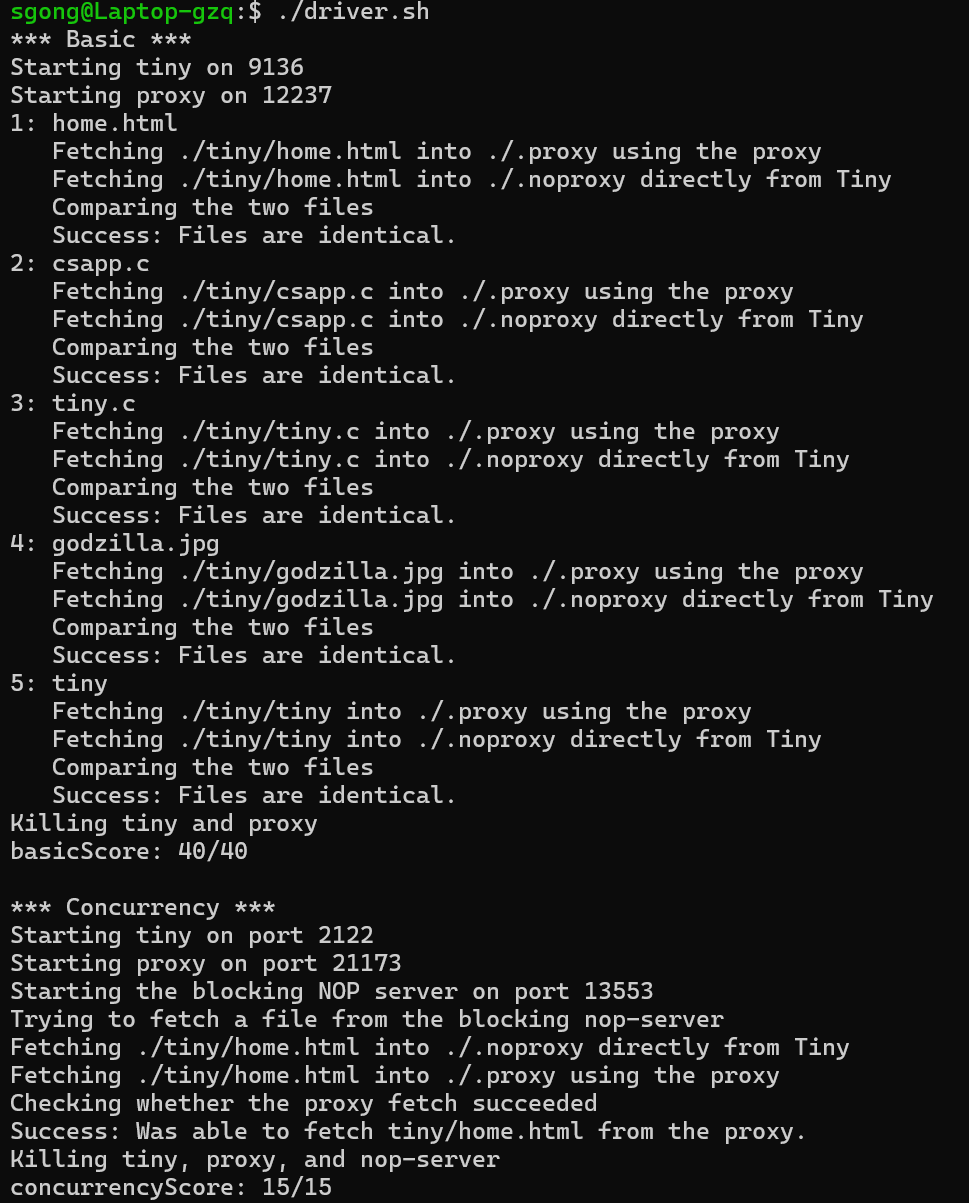 sgong@Laptop-gzq:$ ./driver.sh
*** Basic ***
Starting tiny on 9136
Starting proxy on 12237
1: home.html
   Fetching ./tiny/home.html into ./.proxy using the proxy
   Fetching ./tiny/home.html into ./.noproxy directly from Tiny
   Comparing the two files
   Success: Files are identical.
2: csapp.c
   Fetching ./tiny/csapp.c into ./.proxy using the proxy
   Fetching ./tiny/csapp.c into ./.noproxy directly from Tiny
   Comparing the two files
   Success: Files are identical.
3: tiny.c
   Fetching ./tiny/tiny.c into ./.proxy using the proxy
   Fetching ./tiny/tiny.c into ./.noproxy directly from Tiny
   Comparing the two files
   Success: Files are identical.
4: godzilla.jpg
   Fetching ./tiny/godzilla.jpg into ./.proxy using the proxy
   Fetching ./tiny/godzilla.jpg into ./.noproxy directly from Tiny
   Comparing the two files
   Success: Files are identical.
5: tiny
   Fetching ./tiny/tiny into ./.proxy using the proxy
   Fetching ./tiny/tiny into ./.noproxy directly from Tiny
   Comparing the two files
   Success: Files are identical.
Killing tiny and proxy
basicScore: 40/40

*** Concurrency ***
Starting tiny on port 2122
Starting proxy on port 21173
Starting the blocking NOP server on port 13553
Trying to fetch a file from the blocking nop-server
Fetching ./tiny/home.html into ./.noproxy directly from Tiny
Fetching ./tiny/home.html into ./.proxy using the proxy
Checking whether the proxy fetch succeeded
Success: Was able to fetch tiny/home.html from the proxy.
Killing tiny, proxy, and nop-server
concurrencyScore: 15/15